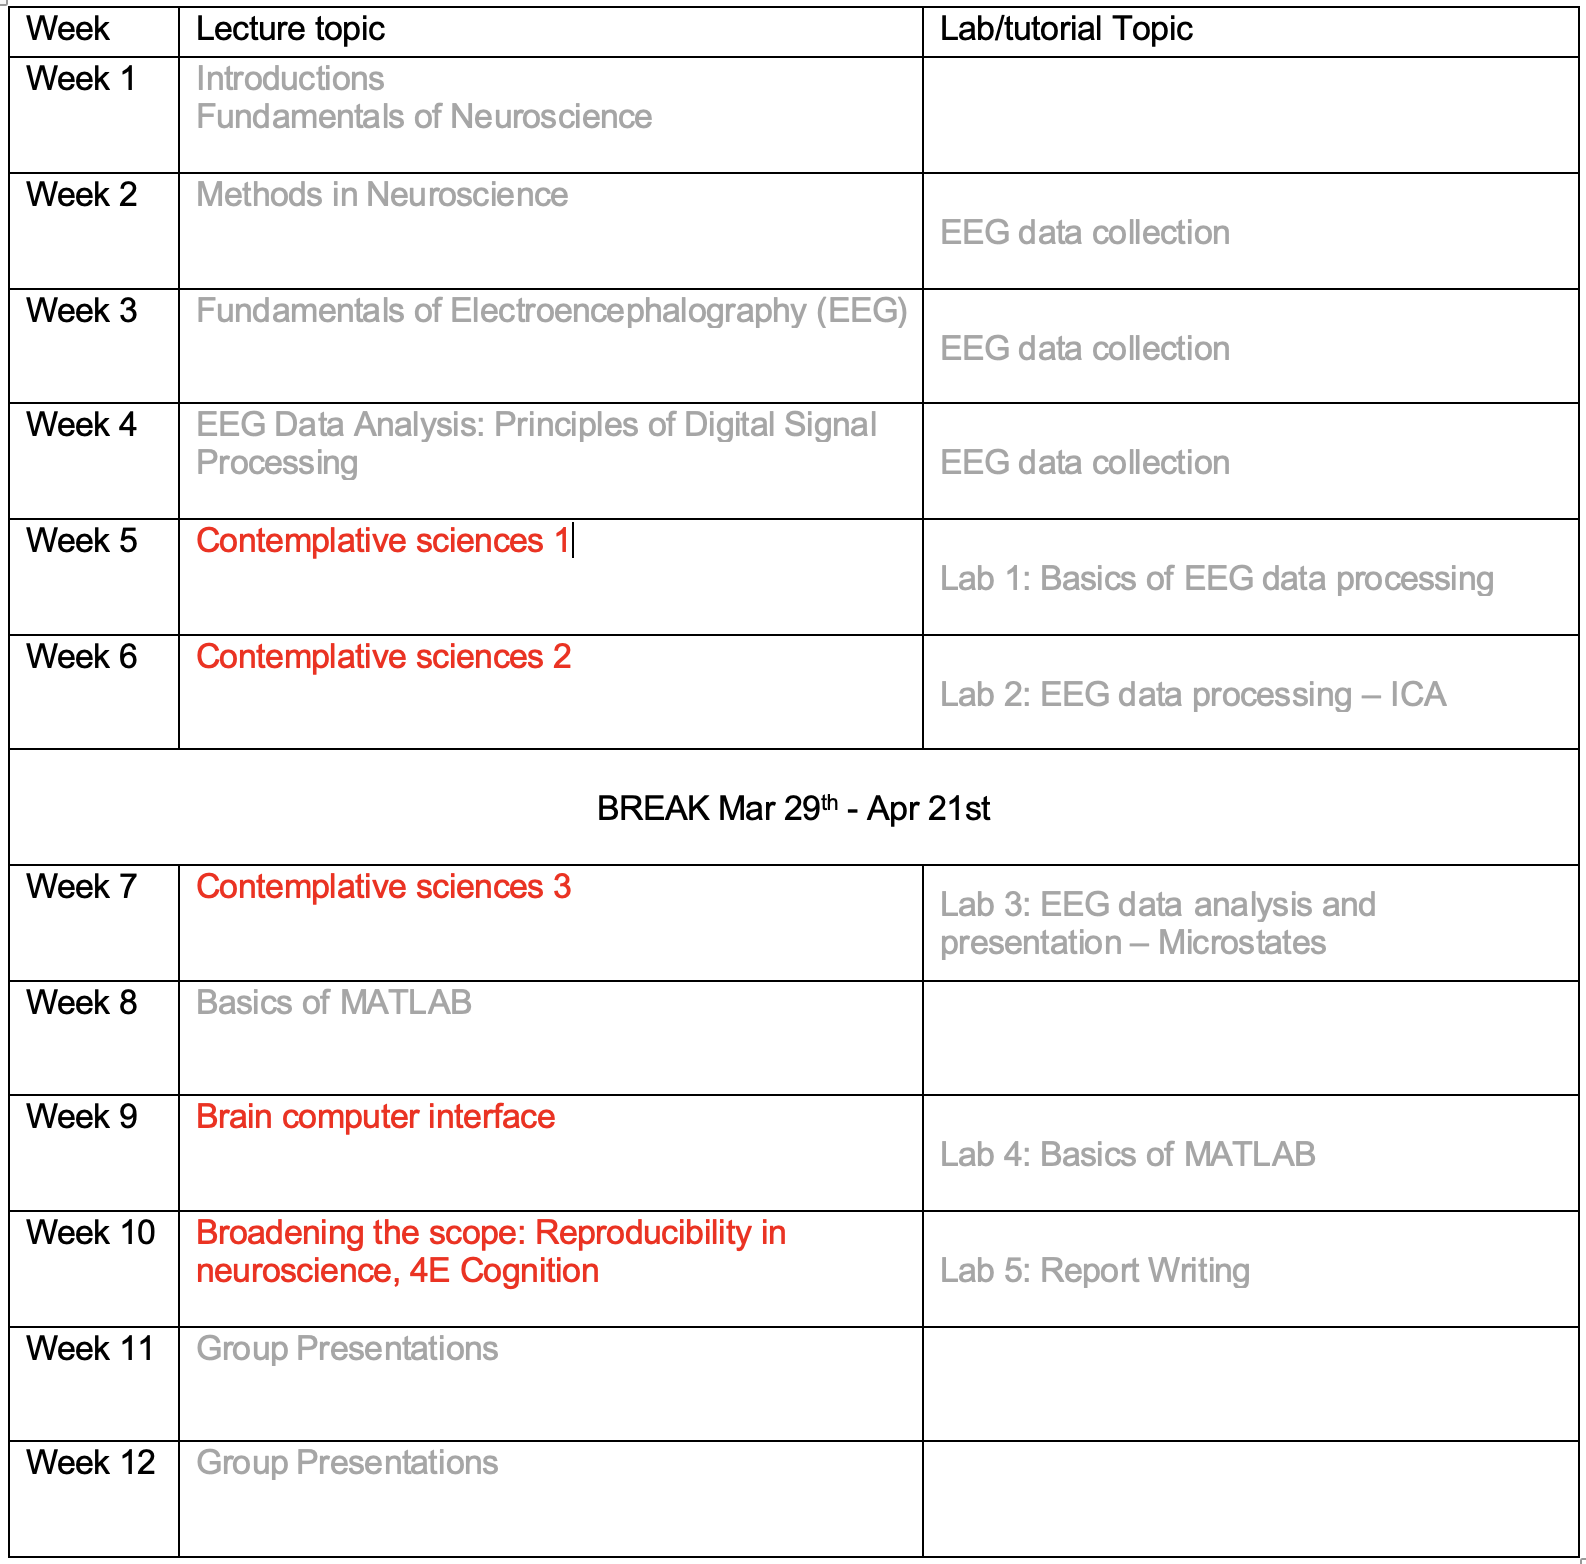 Week Lecture topic Lab/tutorial Topic
Week 1 Introductions
Fundamentals of Neuroscience
Week 2 Methods in Neuroscience
EEG data collection
Week 3 Fundamentals of Electroencephalography (EEG)
EEG data collection
Week 4 EEG Data Analysis: Principles of Digital Signal
Processing EEG data collection
Week 5 Contemplative sciences 1
Lab 1: Basics of EEG data processing
Week 6 Contemplative sciences 2
Lab 2: EEG data processing – ICA
BREAK Mar 29th - Apr 21st
Week 7 Contemplative sciences 3
Lab 3: EEG data analysis and
presentation – Microstates
Week 8 Basics of MATLAB
Week 9 Brain computer interface
Lab 4: Basics of MATLAB
Week 10 Broadening the scope: Reproducibility in
neuroscience, 4E Cognition Lab 5: Report Writing
Week 11 Group Presentations
Week 12 Group Presentations